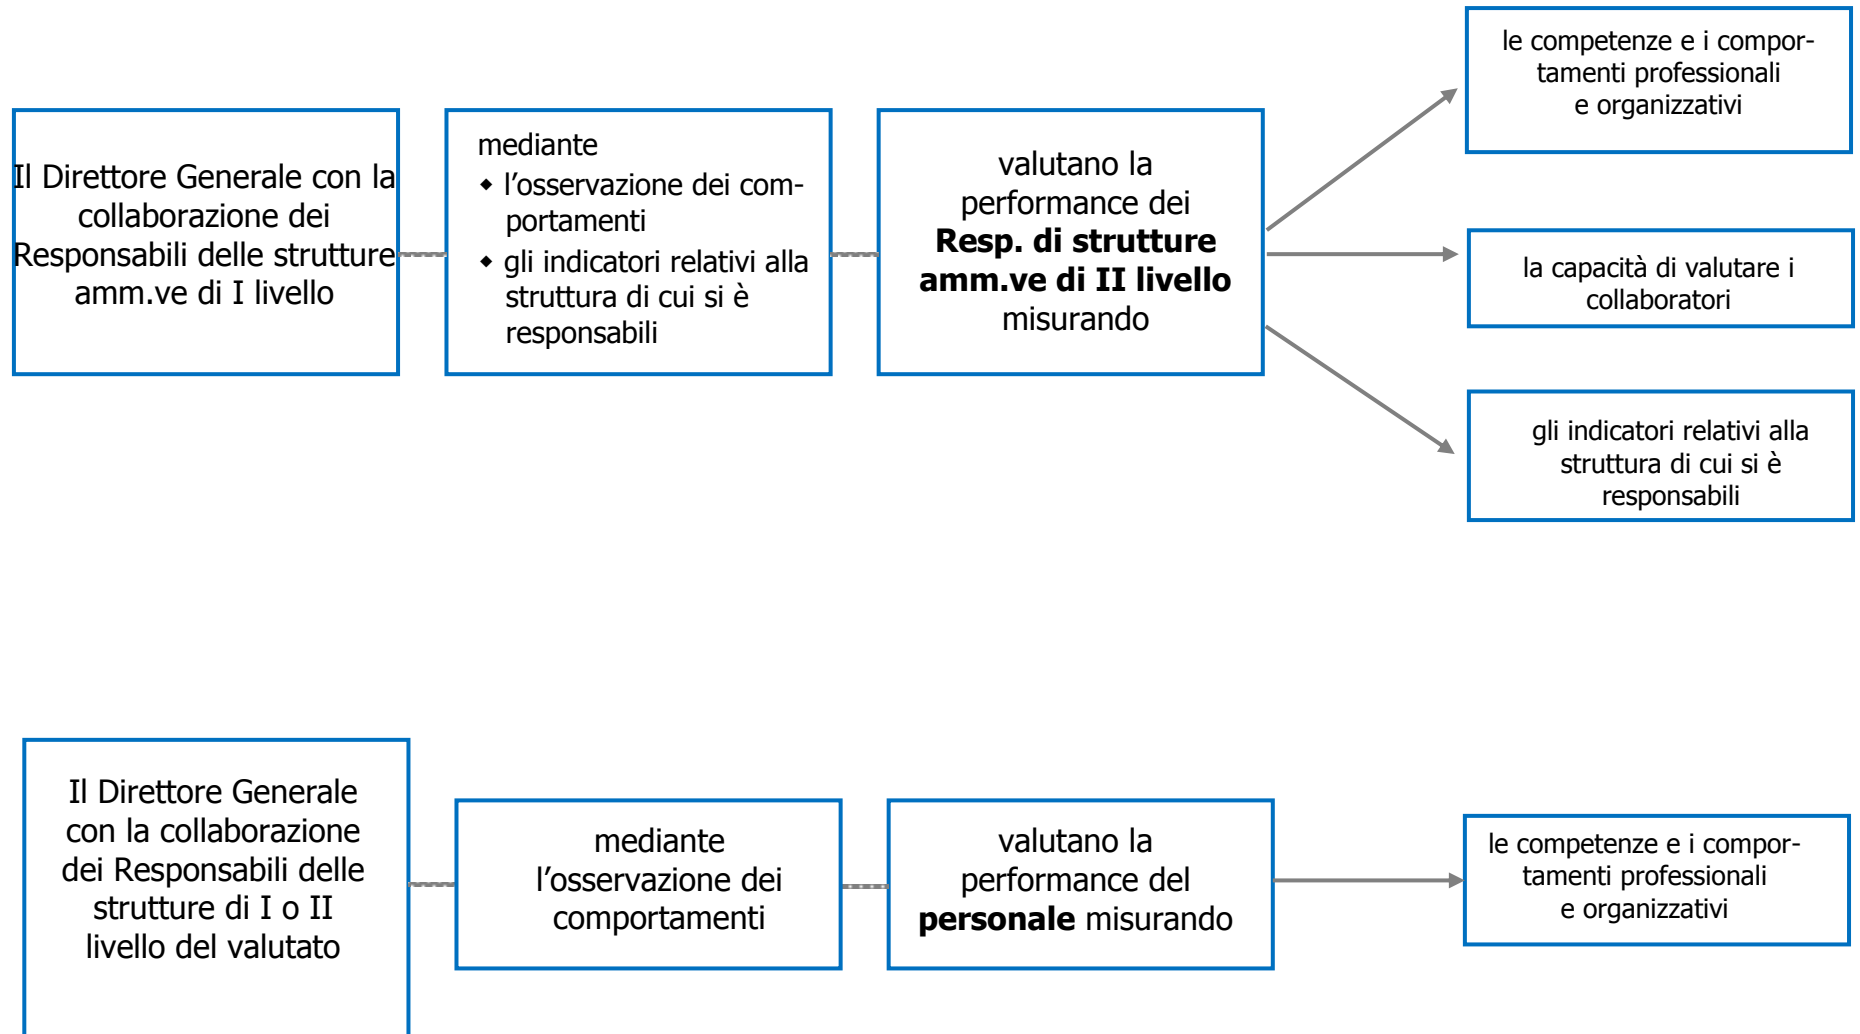 Il Direttore Generale con la
collaborazione dei
Responsabili delle strutture
amm.ve di I livello
mediante
◆ l’osservazione dei com-
portamenti
◆ gli indicatori relativi alla
struttura di cui si è
responsabili
valutano la
performance dei
Resp. di strutture
amm.ve di II livello
misurando
le competenze e i compor-
tamenti professionali
e organizzativi
la capacità di valutare i
collaboratori
gli indicatori relativi alla
struttura di cui si è
responsabili
Il Direttore Generale
con la collaborazione
dei Responsabili delle
strutture di I o II
livello del valutato
mediante
l’osservazione dei
comportamenti
valutano la
performance del
personale misurando
le competenze e i compor-
tamenti professionali
e organizzativi